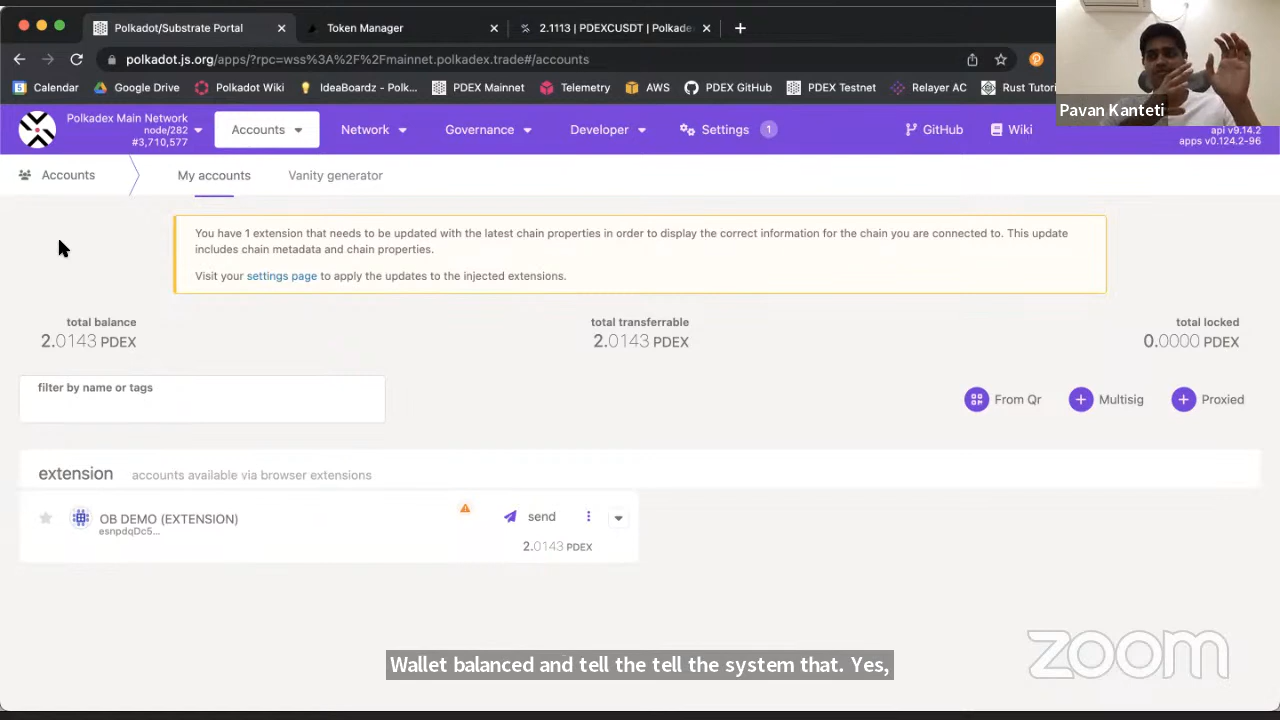 Polkadot/Substrate Portal
Token Manager
2.1113 | PDEXCUSDT | Polkade
polkadot.js.org/apps/?rpc=wss%3A%2F%2Fmainnet.polkadex.trade#/accounts
Calendar
Google Drive
Polkadot Wiki
IdeaBoardz - Polk...
PDEX Mainnet
Telemetry
AWS
PDEX GitHub
PDEX Testnet
Relayer AC
Rust Tutori
Pavan Kanteti
Polkadex Main Network
node/282
#3,710,577
Accounts
Network
Governance
Developer
Settings
1
GitHub
Wiki
api v9.14.2
apps v0.124.2-96
Accounts
My accounts
Vanity generator
You have 1 extension that needs to be updated with the latest chain properties in order to display the correct information for the chain you are connected to. This update
includes chain metadata and chain properties.
Visit your settings page to apply the updates to the injected extensions.
total balance
2.0143 PDEX
total transferrable
2.0143 PDEX
total locked
0.0000 PDEX
filter by name or tags
From Qr
Multisig
Proxied
extension
accounts available via browser extensions
OB DEMO (EXTENSION)
esnpdqDc5...
send
2.0143 PDEX
Wallet balanced and tell the tell the system that. Yes,
zoom